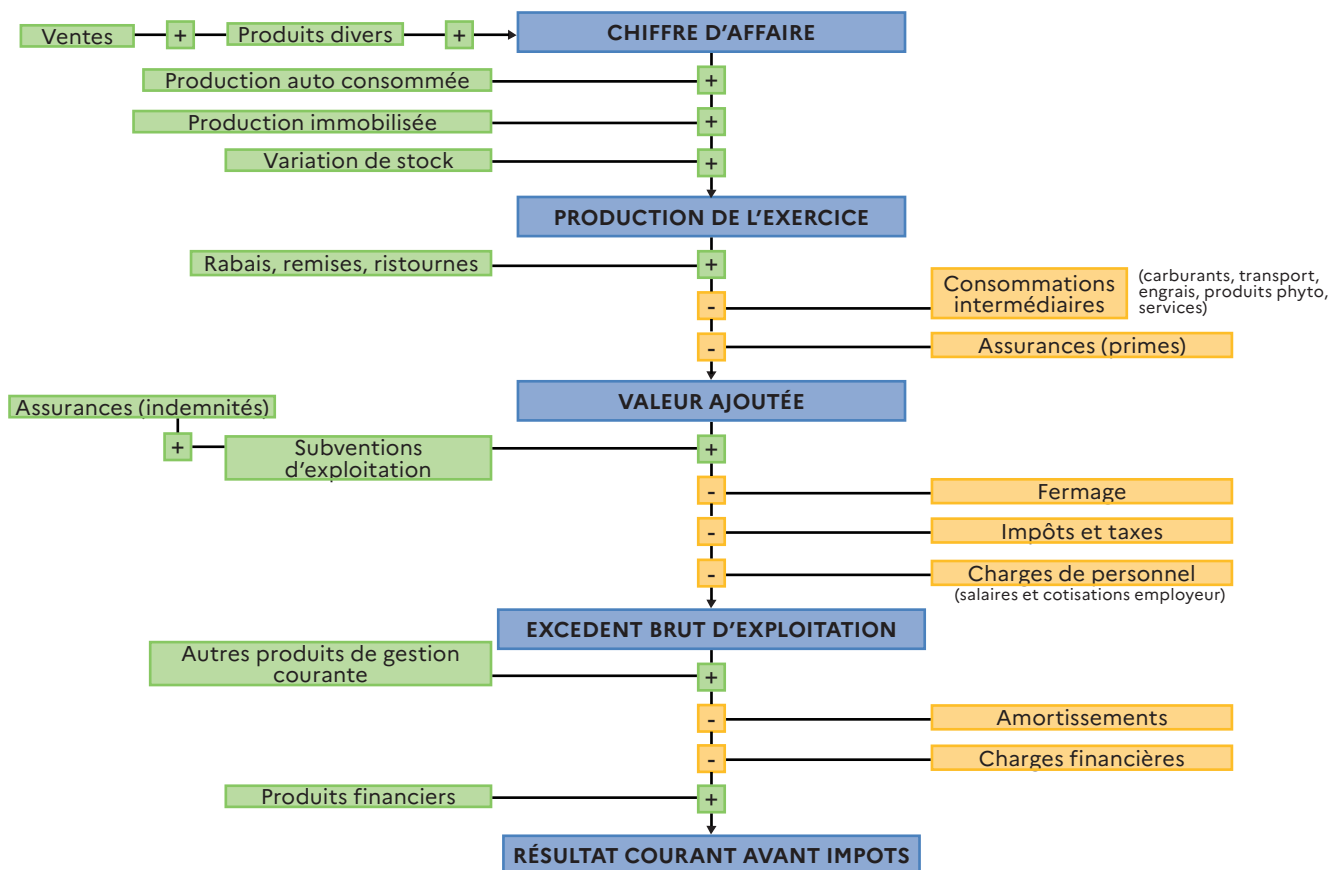 Ventes + Produits divers + CHIFFRE D'AFFAIRE
Production auto consommée +
Production immobilisée +
Variation de stock +
PRODUCTION DE L'EXERCICE
Rabais, remises, ristournes +
- Consommations
intermédiaires
(carburants, transport,
engrais, produits phyto,
services)
- Assurances (primes)
VALEUR AJOUTÉE
Assurances (indemnités)
+ Subventions
d'exploitation +
- Fermage
- Impôts et taxes
- Charges de personnel
(salaires et cotisations employeur)
EXCEDENT BRUT D'EXPLOITATION
Autres produits de gestion
courante +
- Amortissements
- Charges financières
Produits financiers +
RÉSULTAT COURANT AVANT IMPOTS